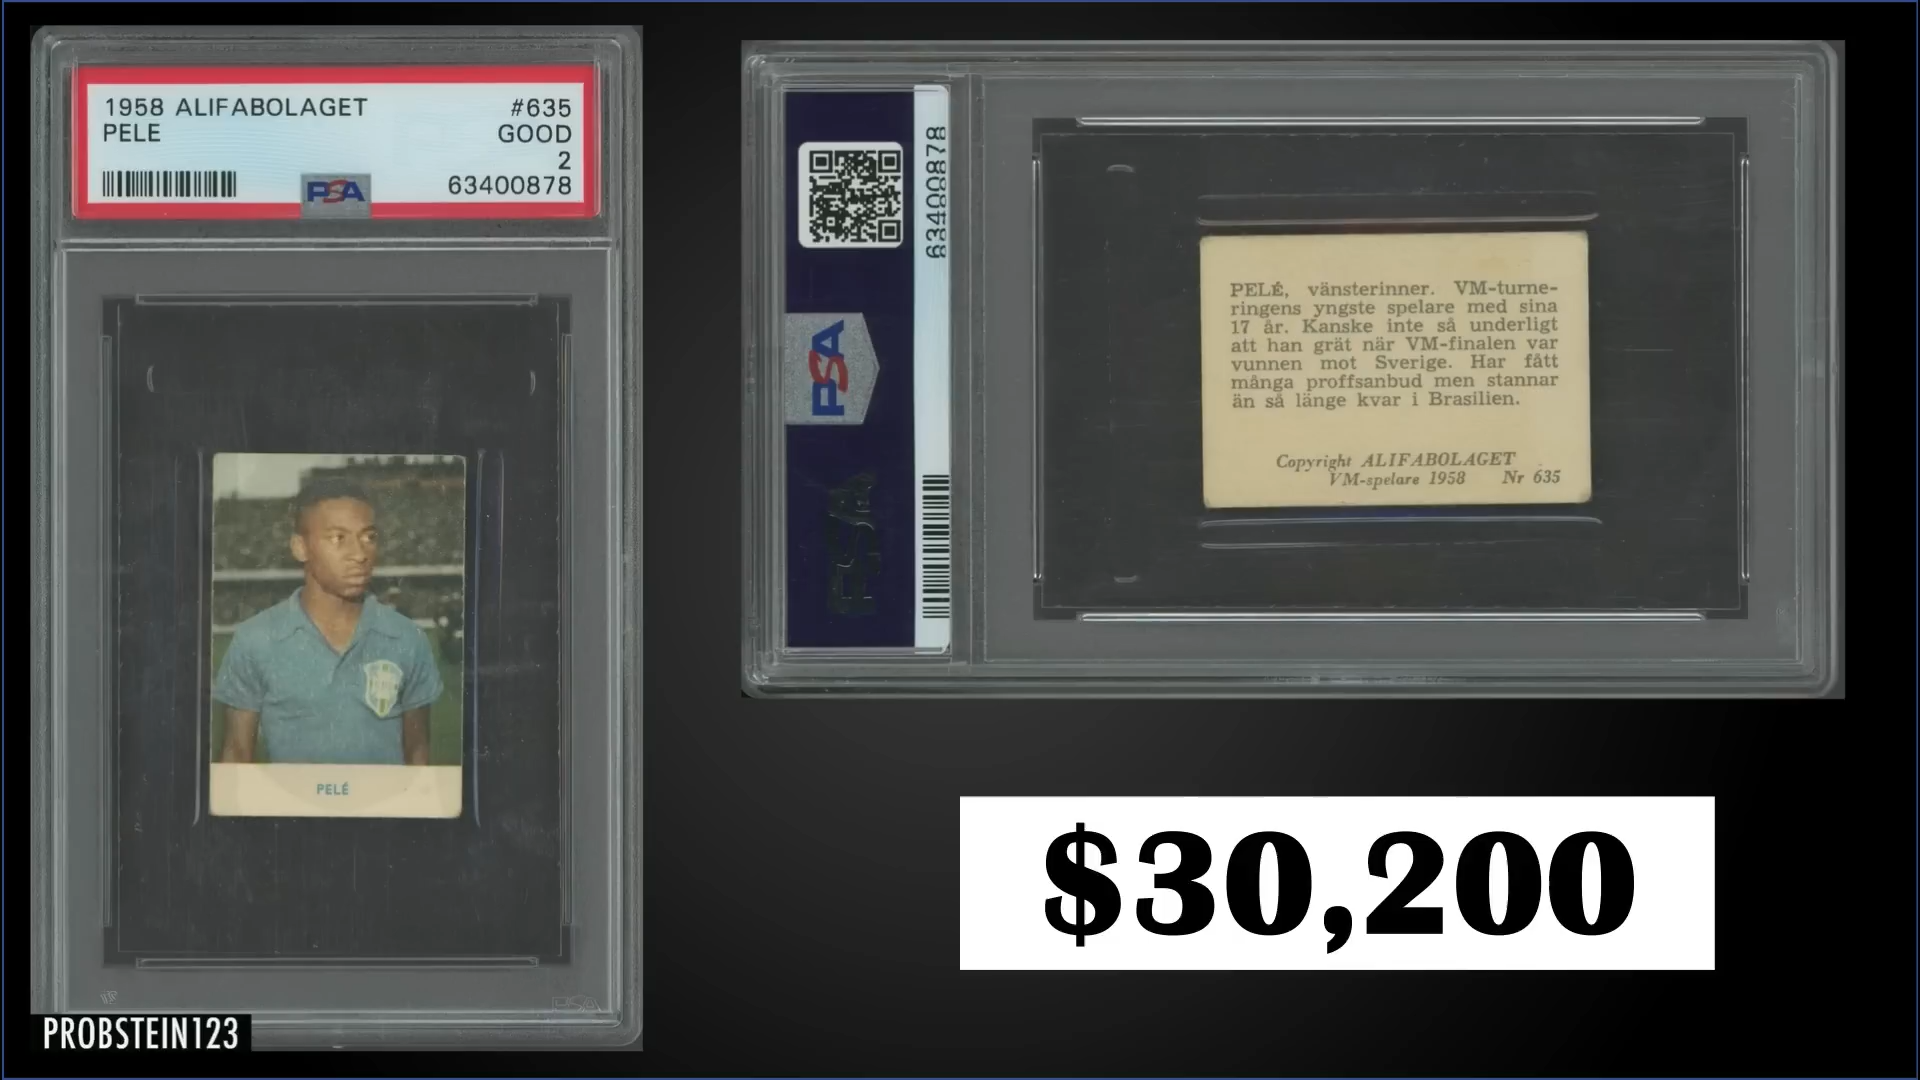 1958 ALIFABOLAGET #635
PELE GOOD
2
PSA 63400878
PELÉ
PROBSTEIN123
63400878
PSA
PSA
PELÉ, vänsterinner. VM-turne-
ringens yngste spelare med sina
17 år. Kanske inte så underligt
att han grät när VM-finalen var
vunnen mot Sverige. Har fått
många proffsanbud men stannar
än så länge kvar i Brasilien.
Copyright ALIFABOLAGET
VM-spelare 1958 Nr 635
$30,200